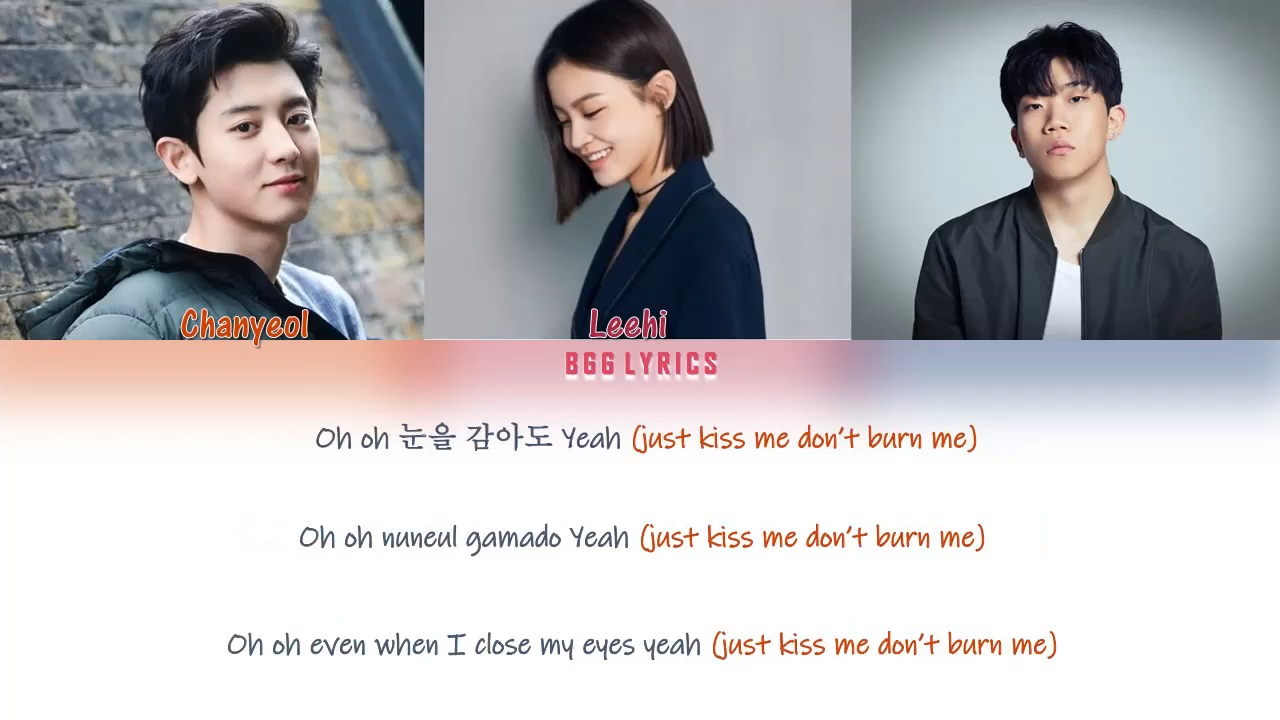 Chanyeol
Leehi
BGG LYRICS
Oh oh 눈을 감아도 Yeah (just kiss me don't burn me)
Oh oh nuneul gamado Yeah (just kiss me don't burn me)
Oh oh even when I close my eyes yeah (just kiss me don't burn me)